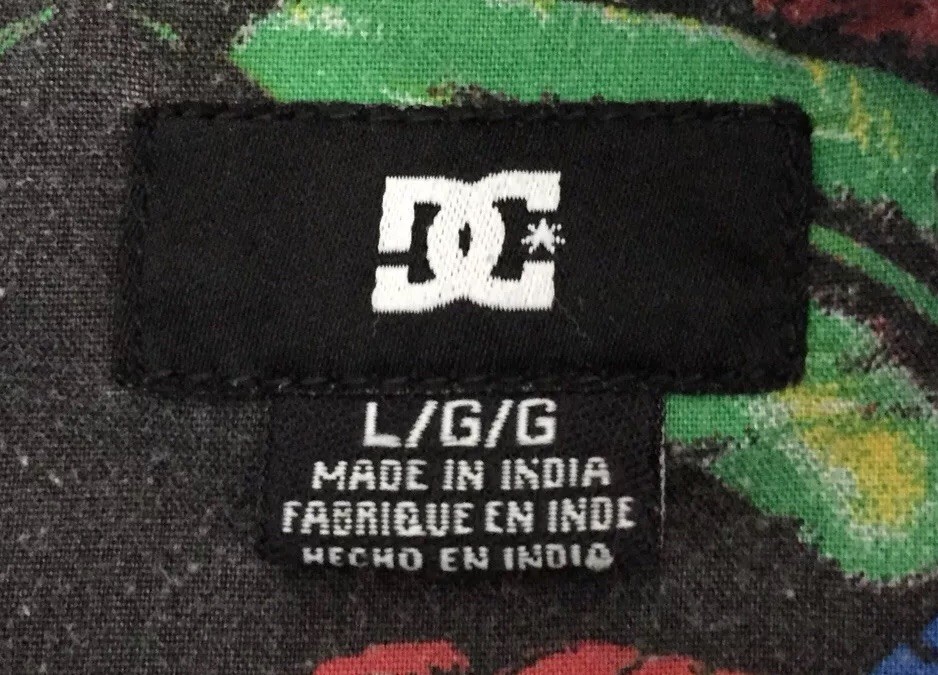 DC
L/G/G
MADE IN INDIA
FABRIQUE EN INDE
HECHO EN INDIA